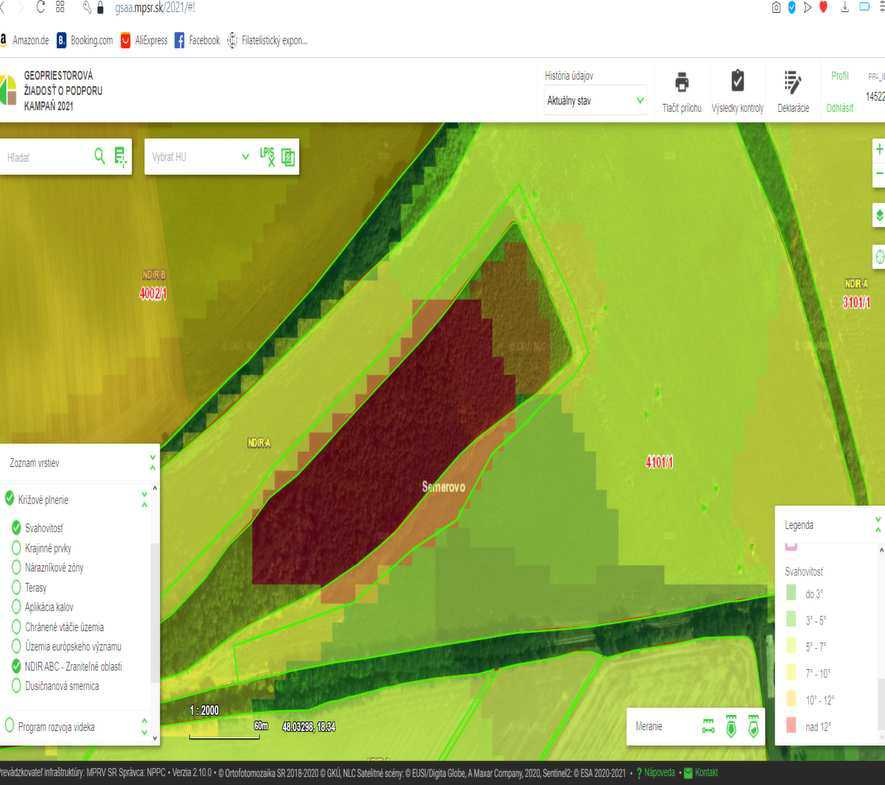 gsaa.mpsr.sk/2021/#!
Amazon.de Booking.com AliExpress Facebook Filatelistický expon...
GEOPRIESTOROVÁ
ŽIADOSŤ O PODPORU
KAMPAŇ 2021
História údajov
Aktuálny stav
Tlačiť prílohu
Výsledky kontroly
Deklarácie
Profil
Odhlásiť
14522
Hľadať
Vybrať HU
LPIS
NDIR-B
4002/1
NDIR-A
3101/1
NDIR-A
4101/1
Semerovo
Zoznam vrstiev
Krížové plnenie
Svahovitosť
Krajinné prvky
Nárazníkové zóny
Terasy
Aplikácia kalov
Chránené vtáčie územia
Územia európskeho významu
NDIR ABC - Zraniteľné oblasti
Dusičnanová smernica
Program rozvoja vidieka
1 : 2000
60m
48.03298, 18.34
Legenda
Svahovitosť
do 3°
3° - 5°
5° - 7°
7° - 10°
10° - 12°
nad 12°
Meranie
Prevádzkovateľ infraštruktúry: MPRV SR Správca: NPPC • Verzia 2.10.0 • © Ortofotomozaika SR 2018-2020 © GKÚ, NLC Satelitné scény: © EUSI/Digita Globe, A Maxar Company, 2020, Sentinel2: © ESA 2020-2021 • ? Nápoveda • Kontakt